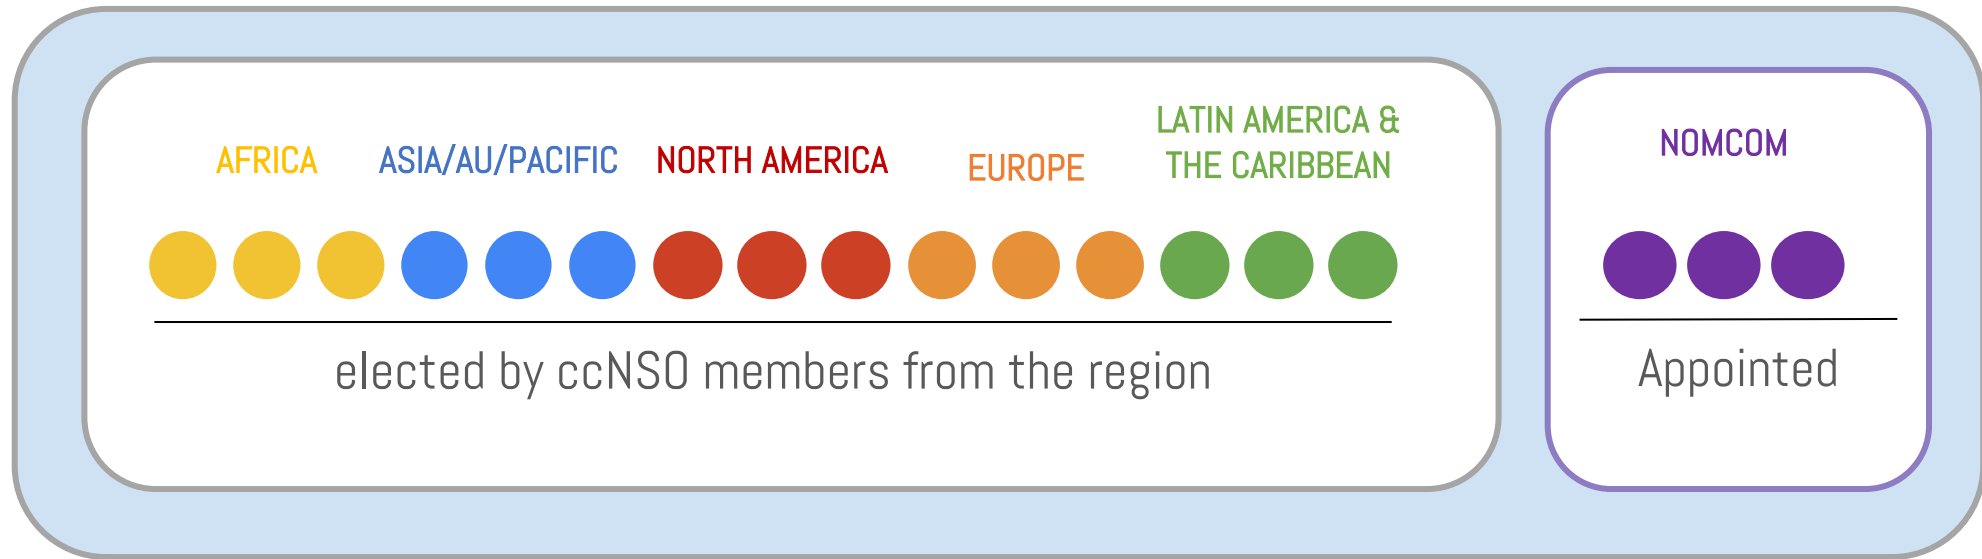 AFRICA
ASIA/AU/PACIFIC
NORTH AMERICA
EUROPE
LATIN AMERICA &
THE CARIBBEAN
elected by ccNSO members from the region
NOMCOM
Appointed